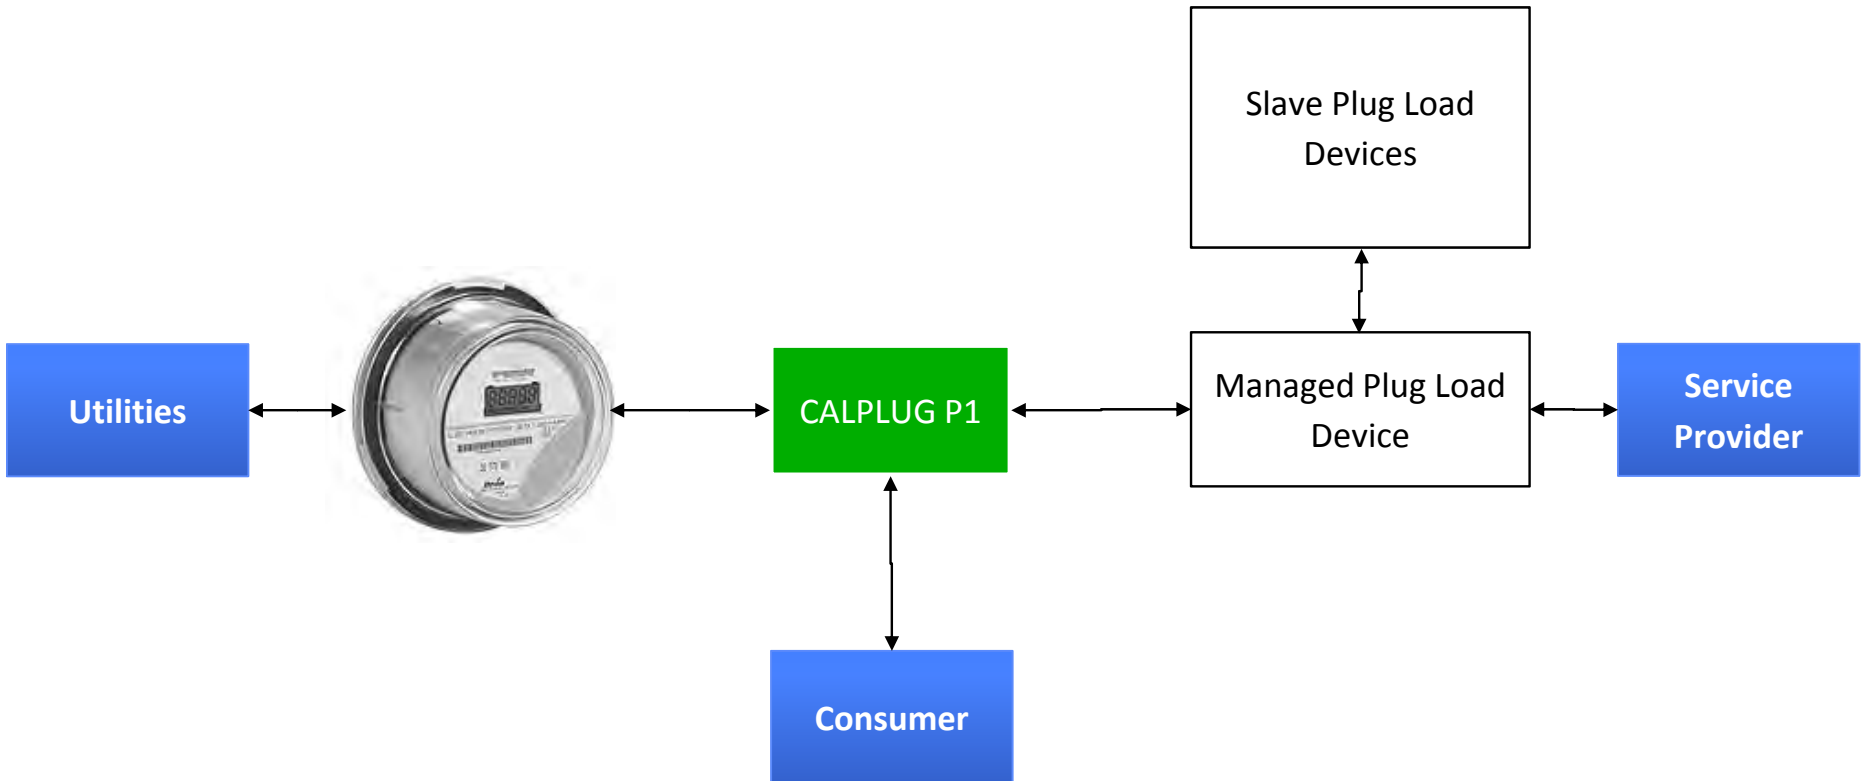 Slave Plug Load
Devices
Utilities
CALPLUG P1
Managed Plug Load
Device
Service
Provider
Consumer